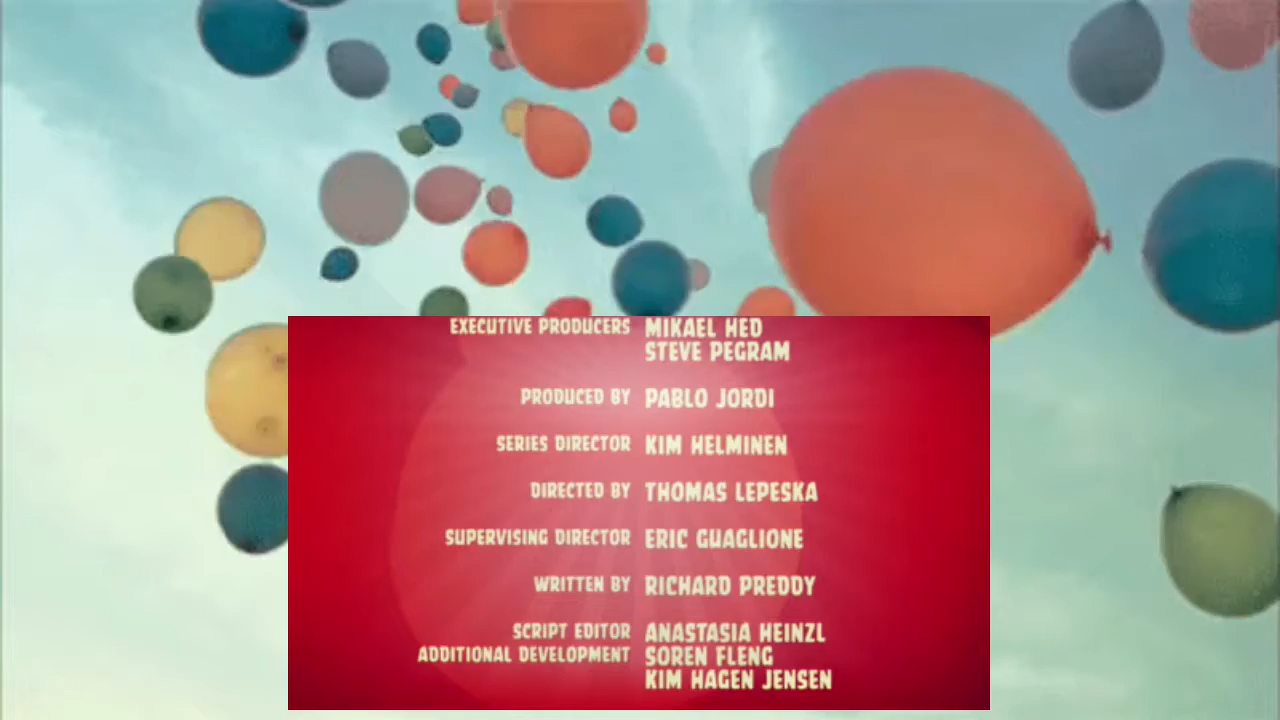 EXECUTIVE PRODUCERS MIKAEL HED
STEVE PEGRAM
PRODUCED BY PABLO JORDI
SERIES DIRECTOR KIM HELMINEN
DIRECTED BY THOMAS LEPESKA
SUPERVISING DIRECTOR ERIC GUAGLIONE
WRITTEN BY RICHARD PREDDY
SCRIPT EDITOR ANASTASIA HEINZL
ADDITIONAL DEVELOPMENT SOREN FLENG
KIM HAGEN JENSEN